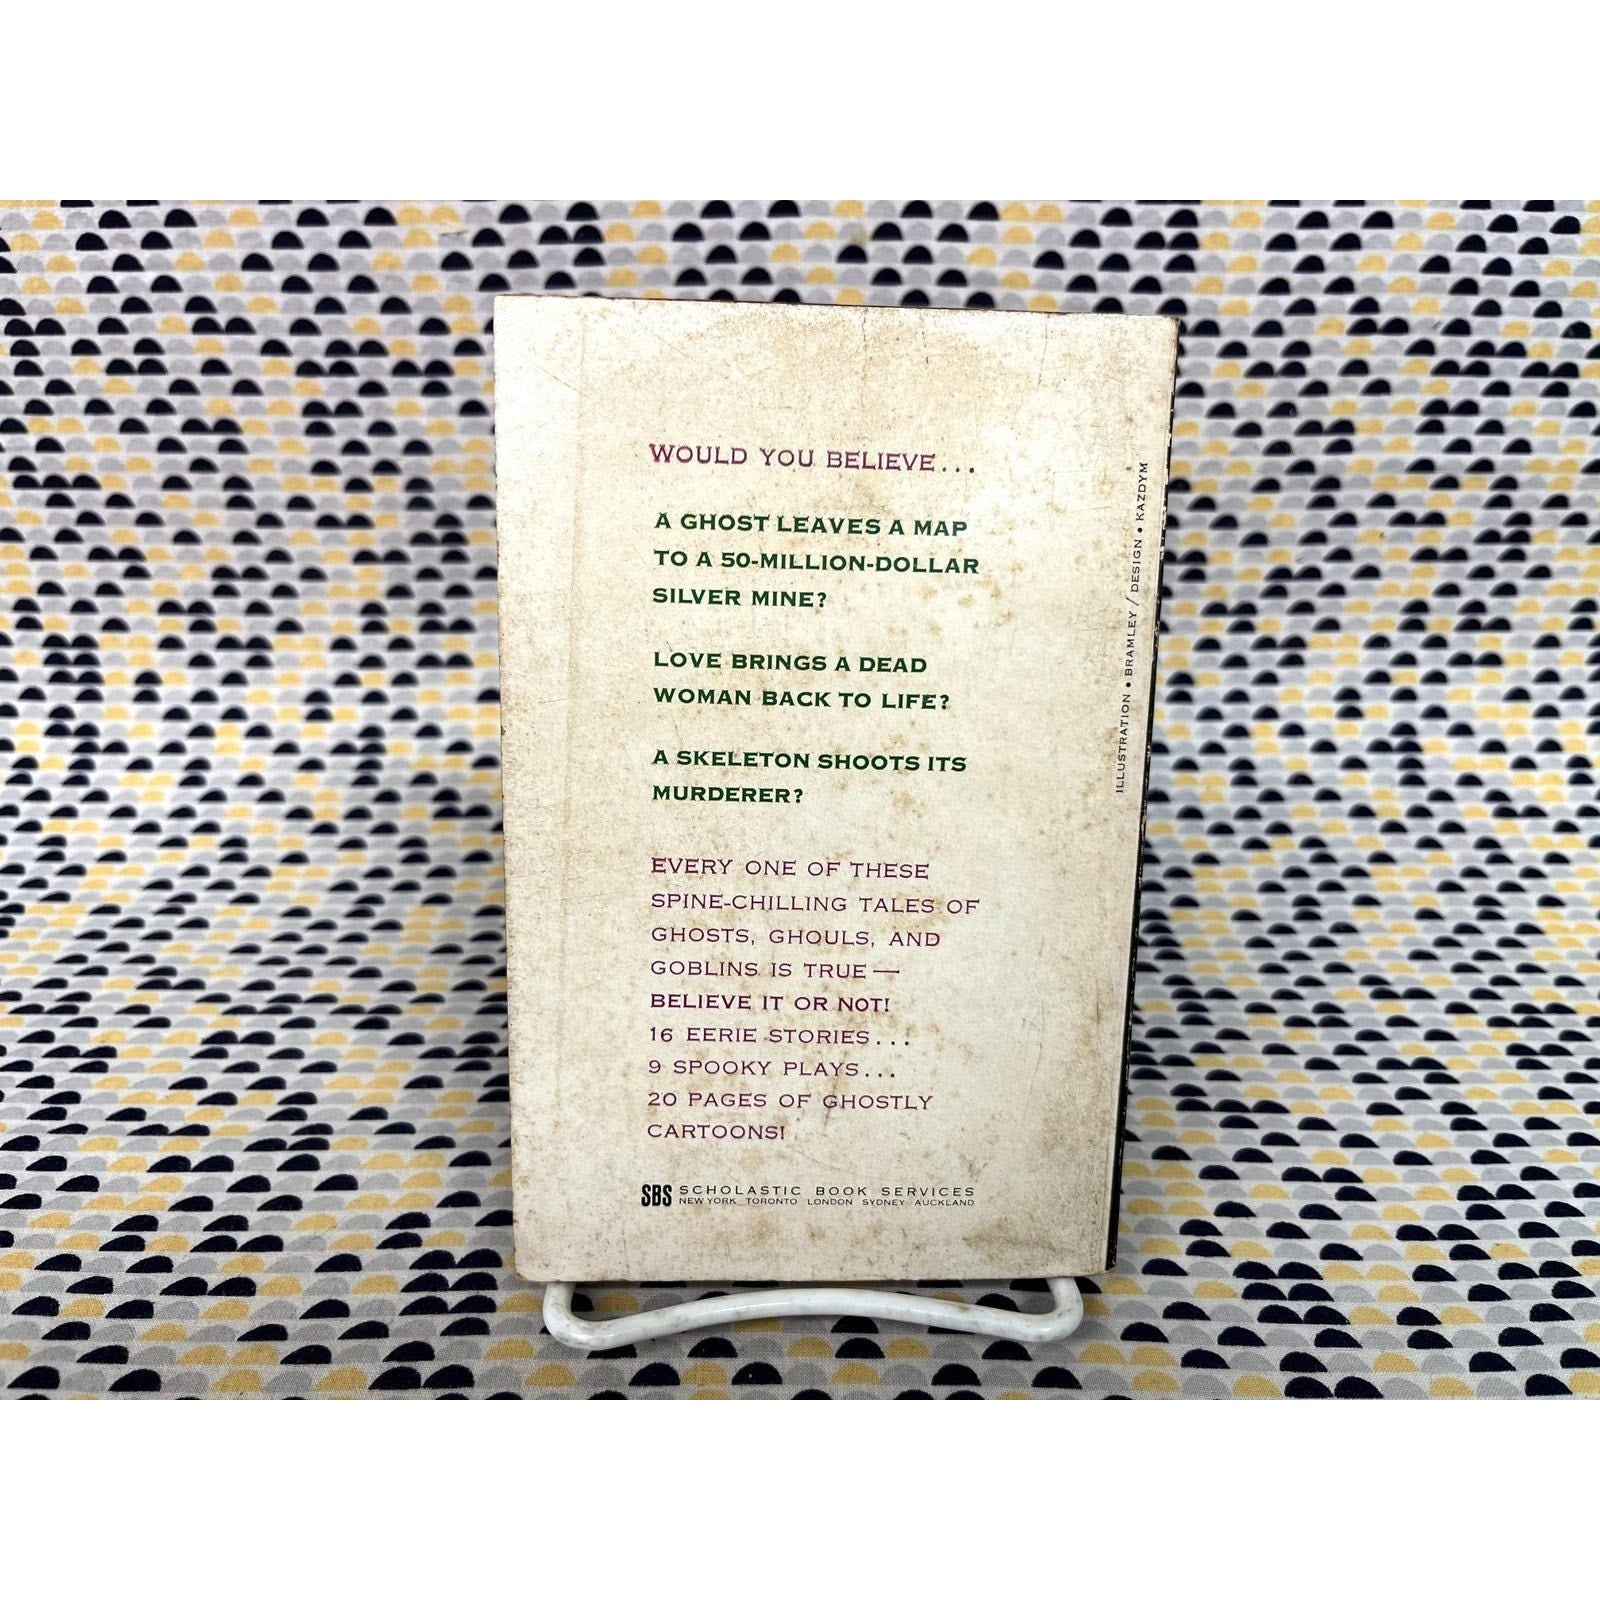 WOULD YOU BELIEVE...
A GHOST LEAVES A MAP
TO A 50-MILLION-DOLLAR
SILVER MINE?
LOVE BRINGS A DEAD
WOMAN BACK TO LIFE?
A SKELETON SHOOTS ITS
MURDERER?
EVERY ONE OF THESE
SPINE-CHILLING TALES OF
GHOSTS, GHOULS, AND
GOBLINS IS TRUE—
BELIEVE IT OR NOT!
16 EERIE STORIES...
9 SPOOKY PLAYS...
20 PAGES OF GHOSTLY
CARTOONS!
SBS SCHOLASTIC BOOK SERVICES
NEW YORK TORONTO LONDON SYDNEY AUCKLAND
ILLUSTRATION • BRAMLEY / DESIGN • KAZDYM